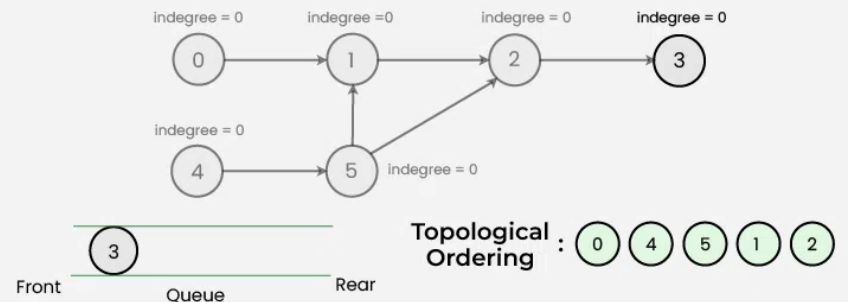 indegree = 0 indegree =0 indegree = 0 indegree = 0
0 1 2 3
indegree = 0
4 5 indegree = 0
3
Front Queue Rear
Topological
Ordering : 0 4 5 1 2